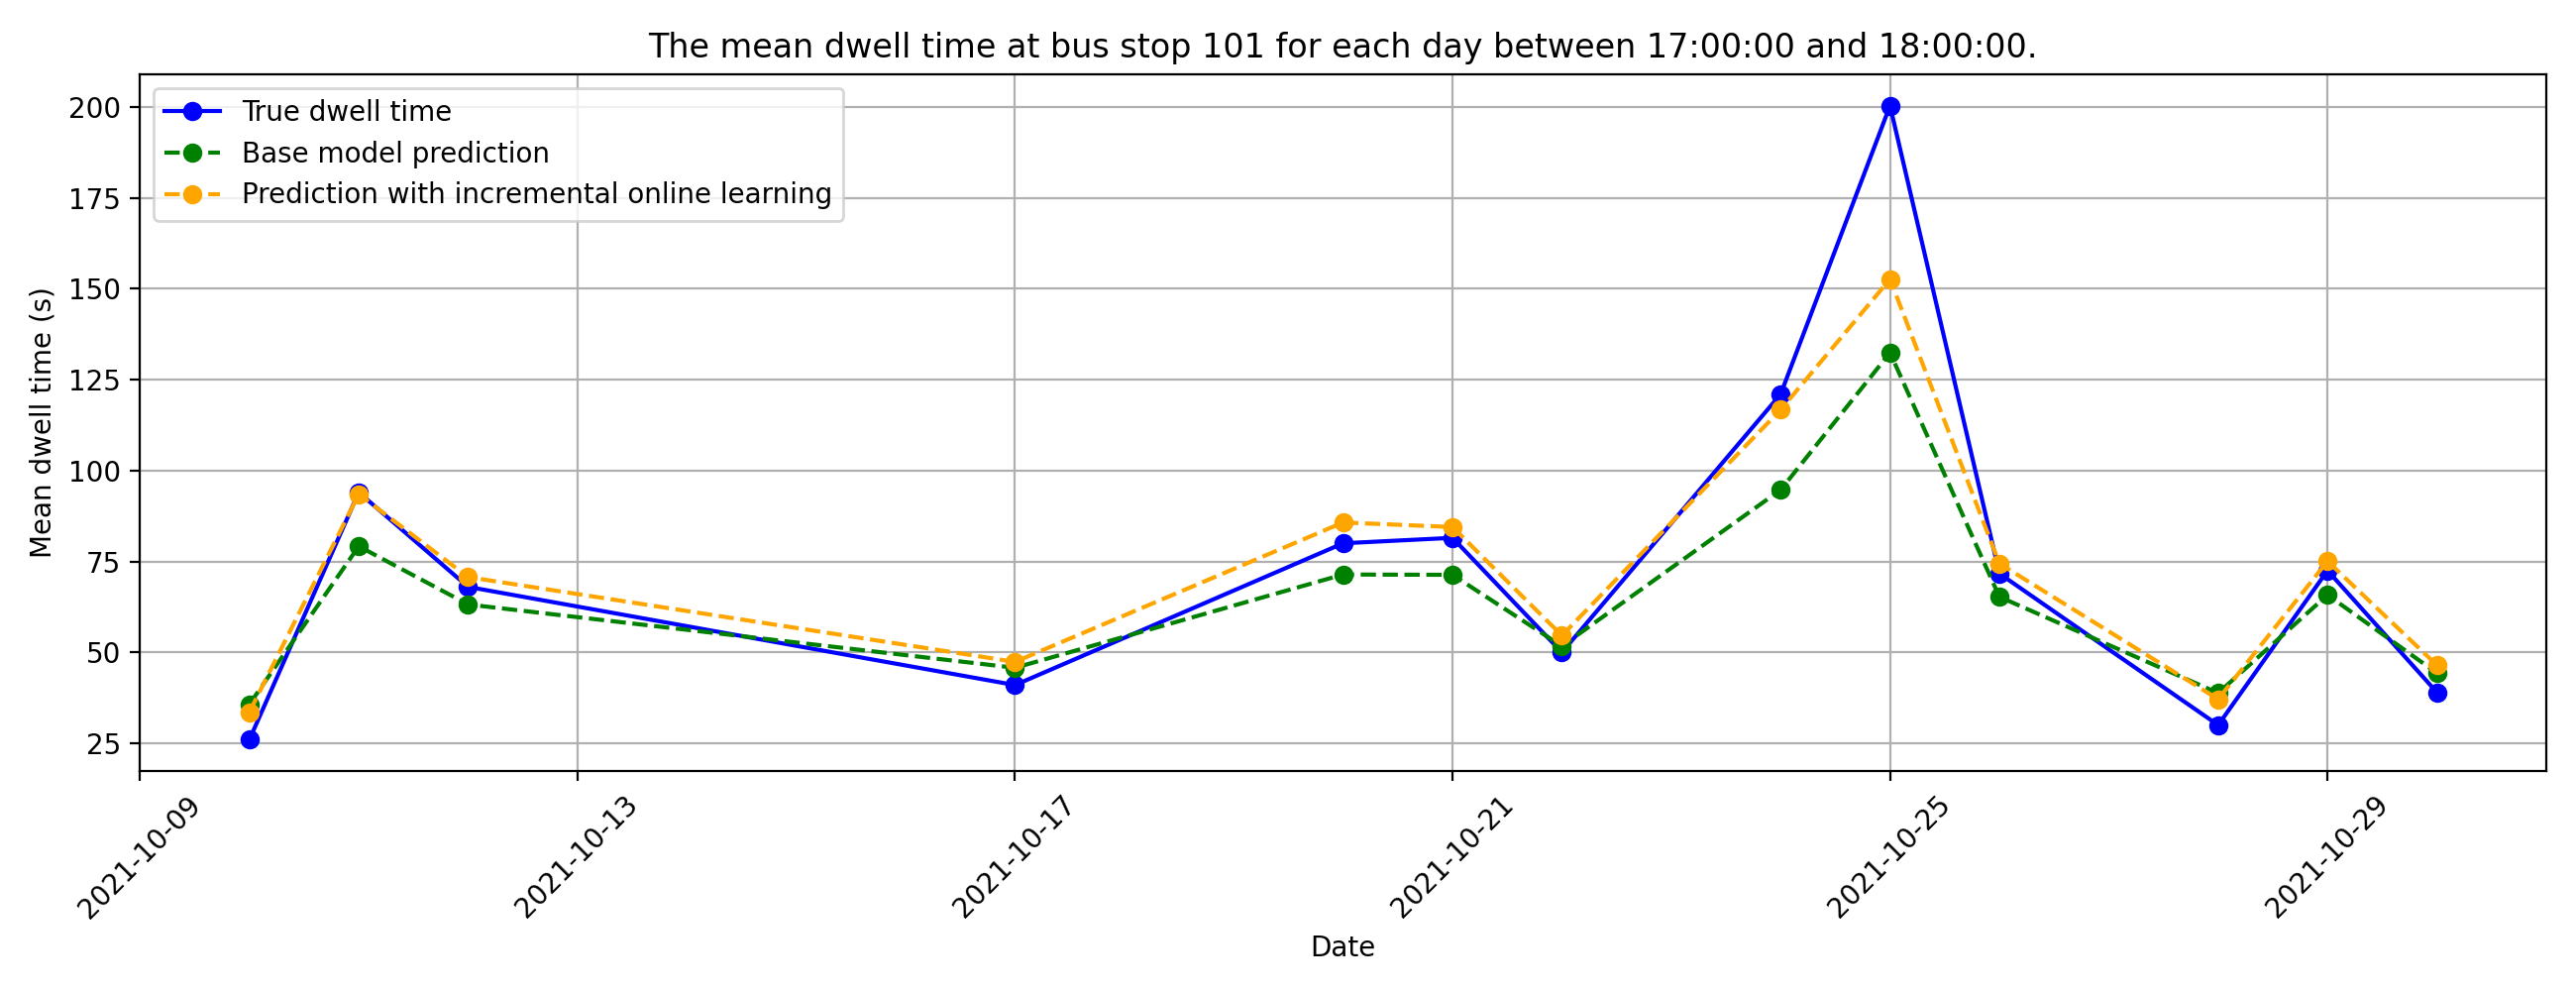 The mean dwell time at bus stop 101 for each day between 17:00:00 and 18:00:00.
True dwell time
Base model prediction
Prediction with incremental online learning
Mean dwell time (s)
200
175
150
125
100
75
50
25
2021-10-09
2021-10-13
2021-10-17
2021-10-21
2021-10-25
2021-10-29
Date